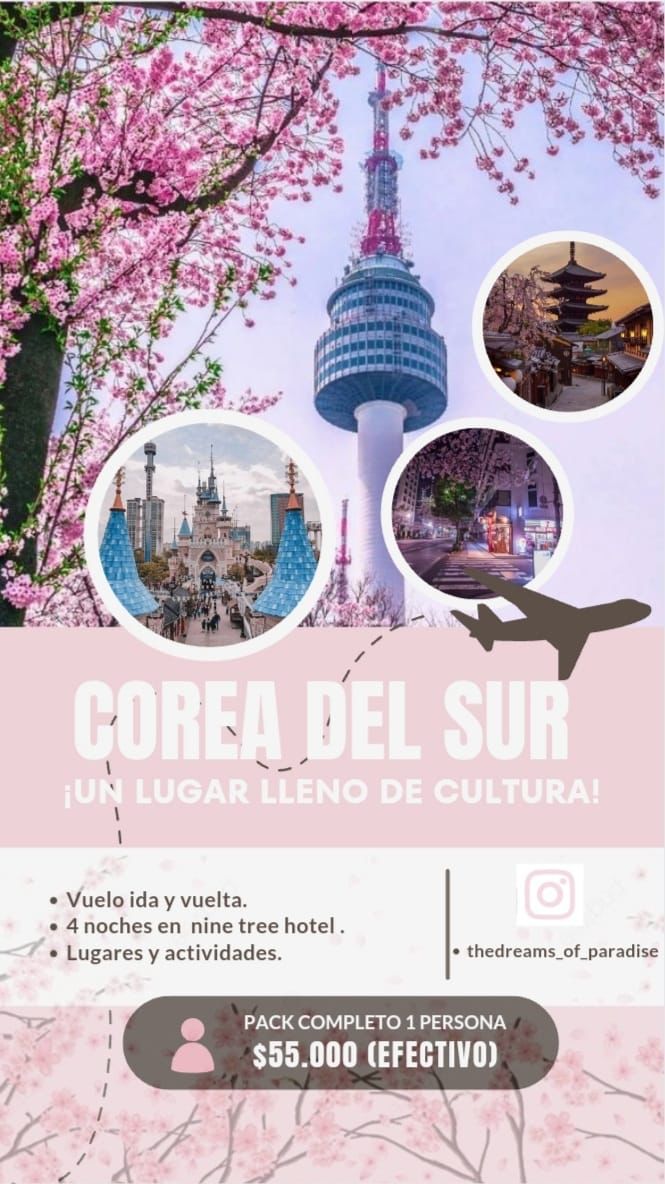 COREA DEL SUR
¡UN LUGAR LLENO DE CULTURA!
• Vuelo ida y vuelta.
• 4 noches en nine tree hotel .
• Lugares y actividades.
• thedreams_of_paradise
PACK COMPLETO 1 PERSONA
$55.000 (EFECTIVO)